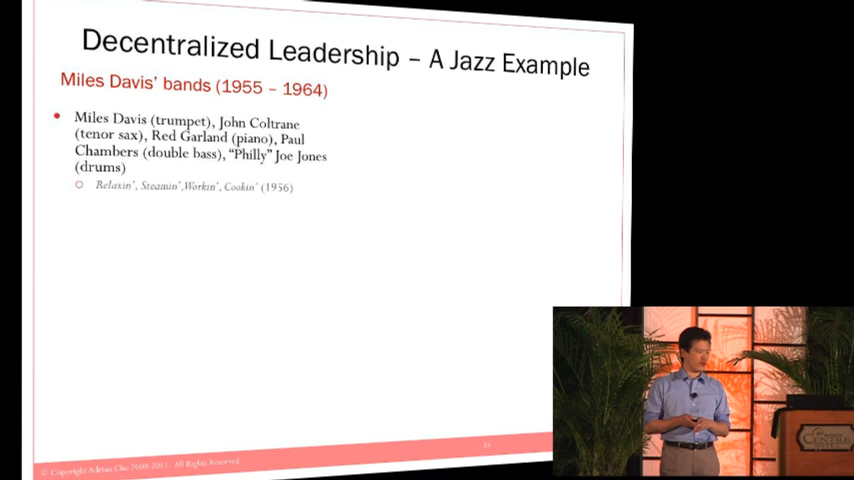 Decentralized Leadership – A Jazz Example
Miles Davis' bands (1955 – 1964)
• Miles Davis (trumpet), John Coltrane
(tenor sax), Red Garland (piano), Paul
Chambers (double bass), “Philly” Joe Jones
(drums)
Relaxin', Steamin',Workin', Cookin' (1956)
© Copyright Adrian Cho 2009-2011. All Rights Reserved.
16
CENTRE